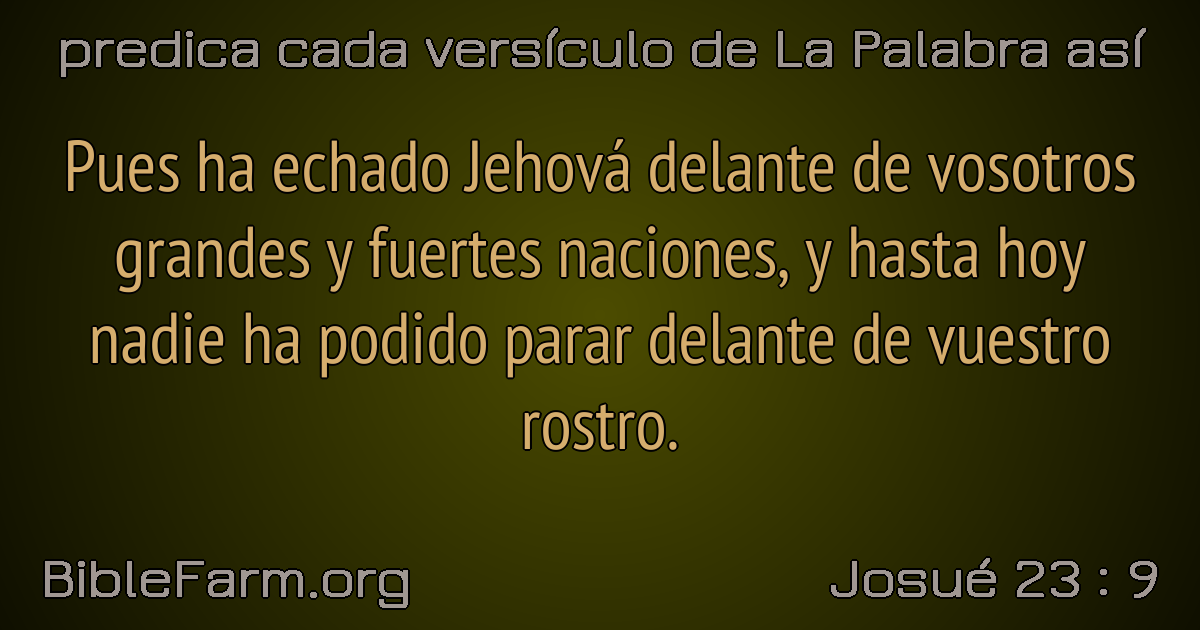 predica cada versículo de La Palabra así
Pues ha echado Jehová delante de vosotros
grandes y fuertes naciones, y hasta hoy
nadie ha podido parar delante de vuestro
rostro.
BibleFarm.org
Josué 23 : 9